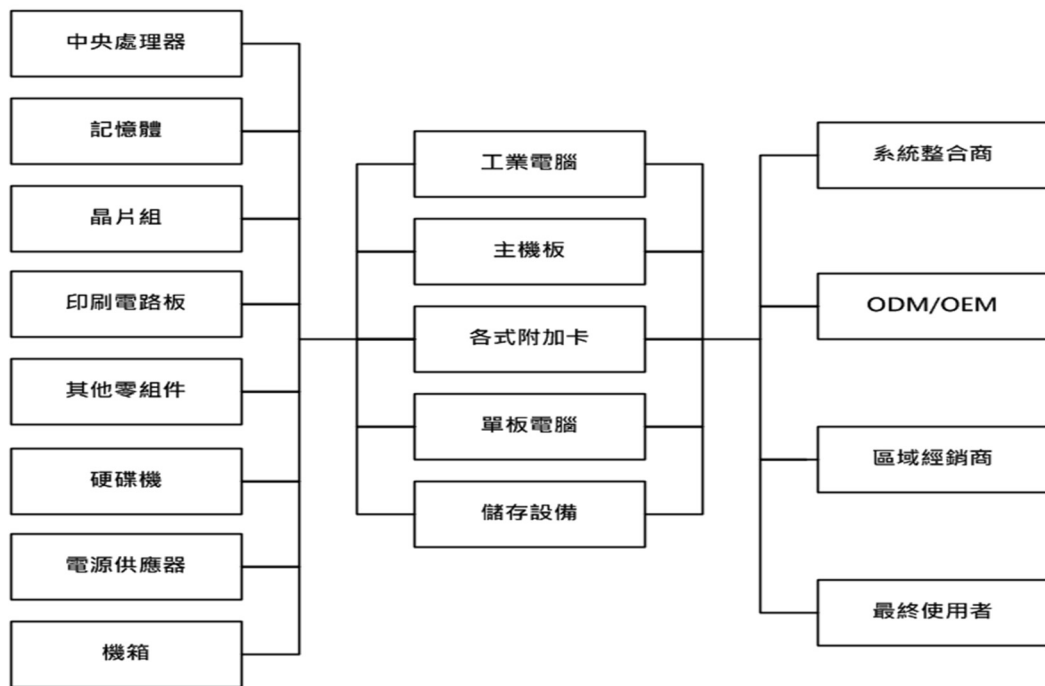 中央處理器
記憶體
晶片組
印刷電路板
其他零組件
硬碟機
電源供應器
機箱
工業電腦
主機板
各式附加卡
單板電腦
儲存設備
系統整合商
ODM/OEM
區域經銷商
最終使用者